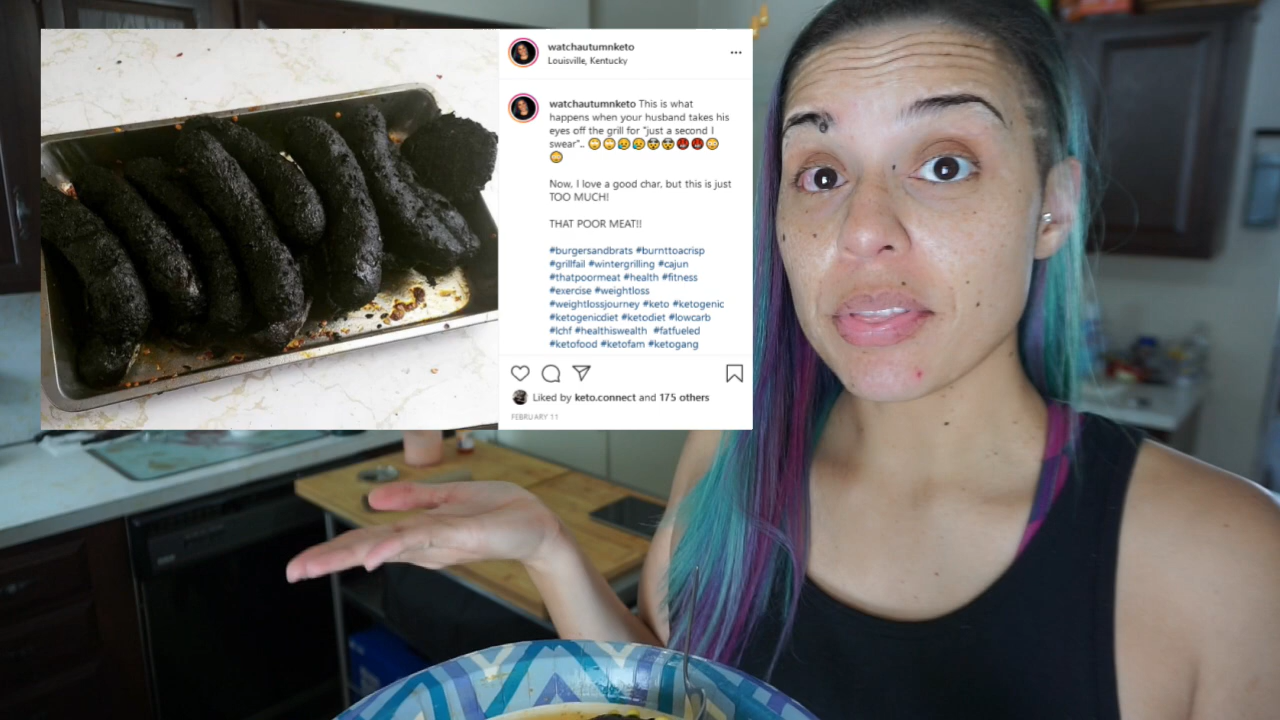 watchautumnketo
Louisville, Kentucky
watchautumnketo This is what
happens when your husband takes his
eyes off the grill for "just a second I
swear".. 🙄🙄😥😥😨😨👹👹😳
😳
Now, I love a good char, but this is just
TOO MUCH!
THAT POOR MEAT!!
#burgersandbrats #burnttoacrisp
#grillfail #wintergrilling #cajun
#thatpoormeat #health #fitness
#exercise #weightloss
#weightlossjourney #keto #ketogenic
#ketogenicdiet #ketodiet #lowcarb
#lchf #healthiswealth #fatfueled
#ketofood #ketofam #ketogang
Liked by keto.connect and 175 others
FEBRUARY 11